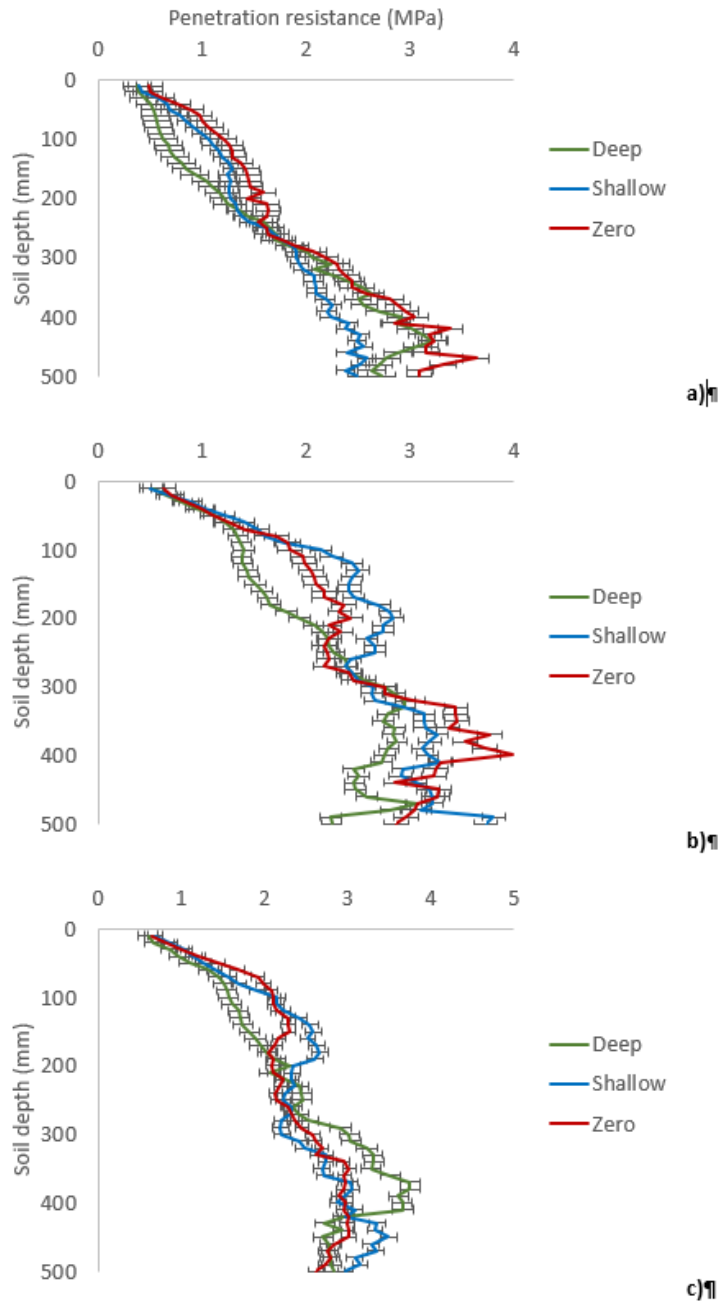 Penetration resistance (MPa)
0 1 2 3 4
0
100
200
300
400
500
Soil depth (mm)
Deep
Shallow
Zero
a)¶
0 1 2 3 4
0
100
200
300
400
500
Soil depth (mm)
Deep
Shallow
Zero
b)¶
0 1 2 3 4 5
0
100
200
300
400
500
Soil depth (mm)
Deep
Shallow
Zero
c)¶